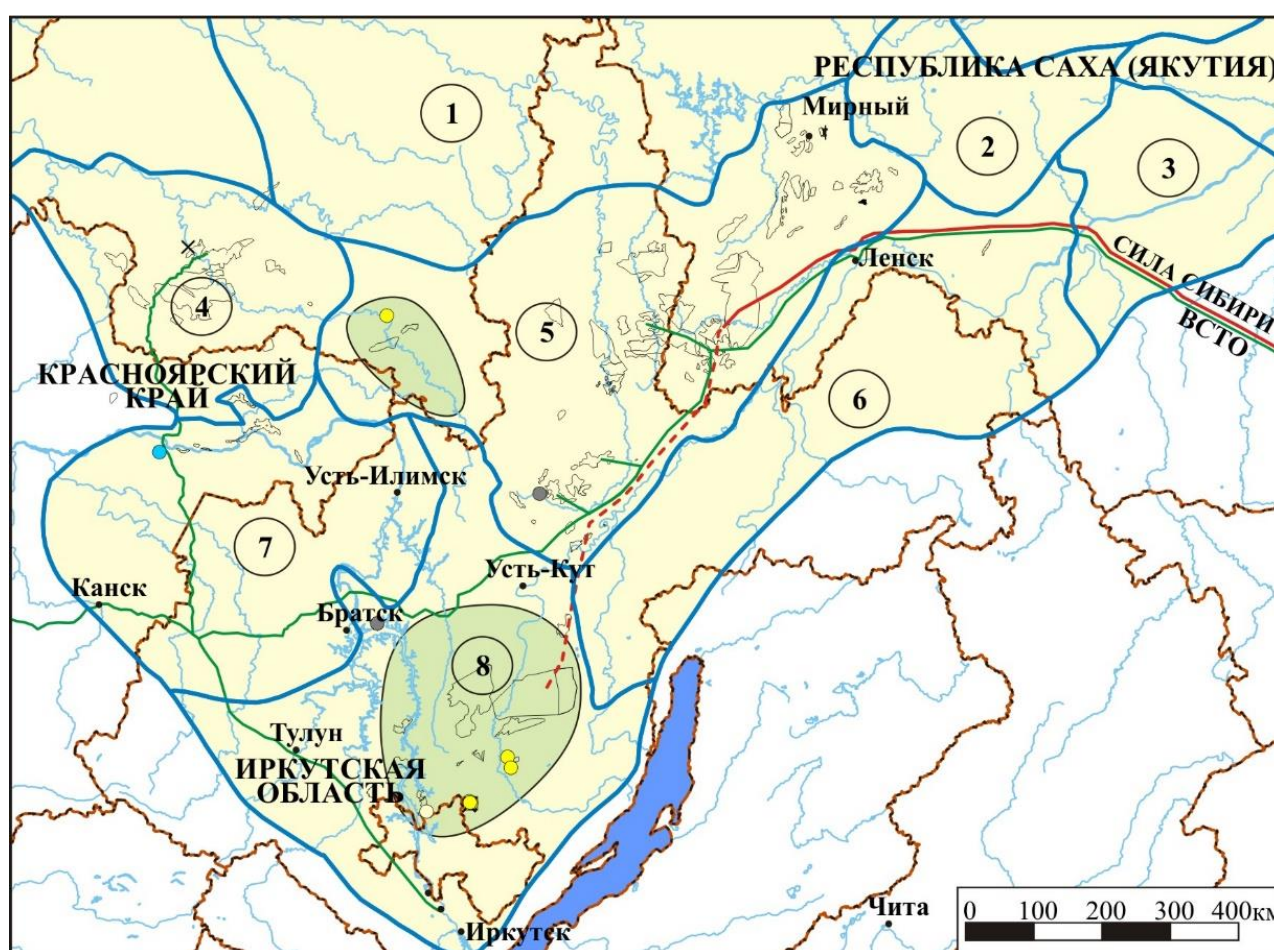 РЕСПУБЛИКА САХА (ЯКУТИЯ)
Мирный
1
2
3
СИЛА СИБИРИ
ВСТО
Ленск
4
5
КРАСНОЯРСКИЙ
КРАЙ
6
Усть-Илимск
7
Усть-Кут
Канск
Братск
8
Тулун
ИРКУТСКАЯ
ОБЛАСТЬ
Чита
Иркутск
0 100 200 300 400км